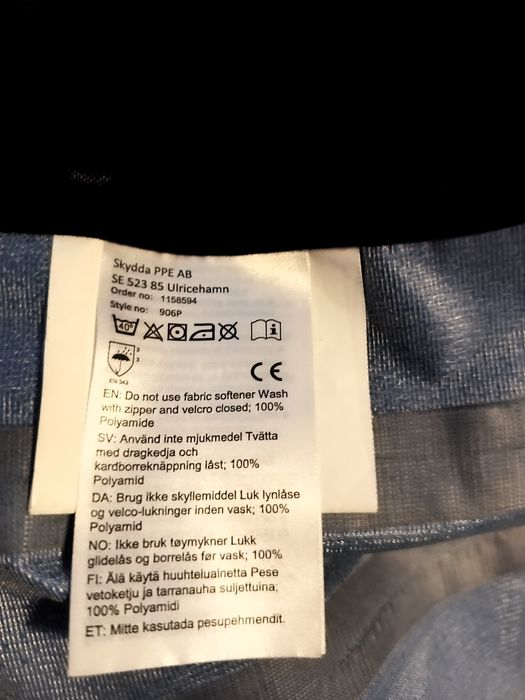 Skydda PPE AB
SE 523 85 Ulricehamn
Order no: 1158594
Style no: 906P
40°
3
3
EN 343
CE
EN: Do not use fabric softener Wash
with zipper and velcro closed; 100%
Polyamide
SV: Använd inte mjukmedel Tvätta
med dragkedja och
kardborreknäppning låst; 100%
Polyamid
DA: Brug ikke skyllemiddel Luk lynlåse
og velco-lukninger inden vask; 100%
Polyamid
NO: Ikke bruk tøymykner Lukk
glidelås og borrelås før vask; 100%
FI: Älä käytä huuhteluainetta Pese
vetoketju ja tarranauha suljettuina;
100% Polyamidi
ET: Mitte kasutada pesupehmendit.